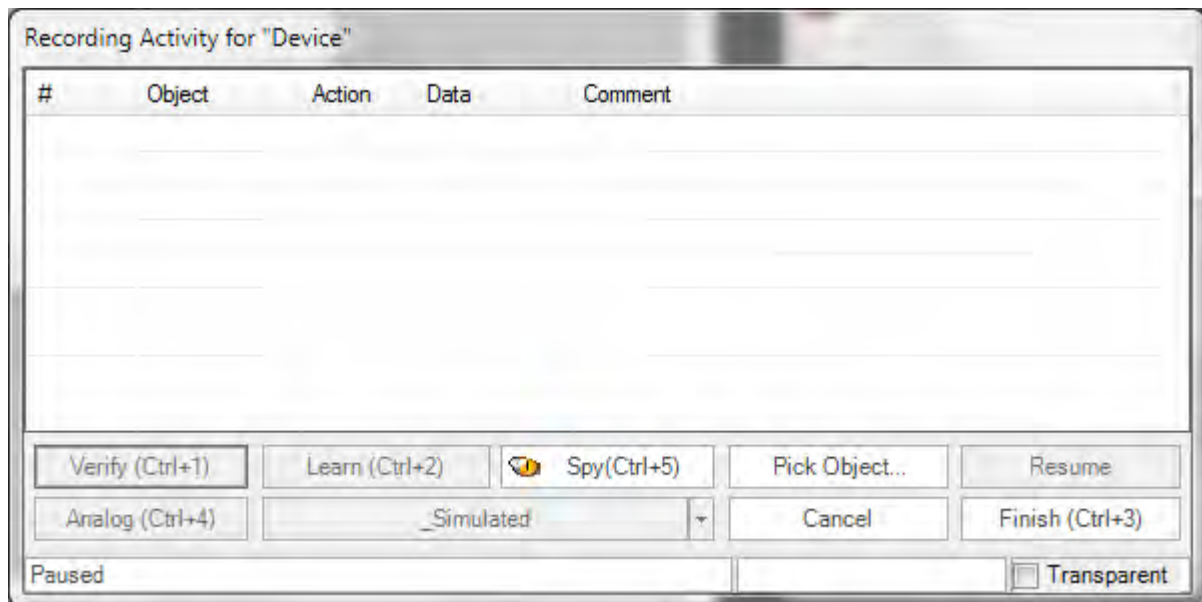 Recording Activity for "Device"
# Object Action Data Comment
Verify (Ctrl+1) Learn (Ctrl+2) Spy(Ctrl+5) Pick Object... Resume
Analog (Ctrl+4) _Simulated Cancel Finish (Ctrl+3)
Paused Transparent